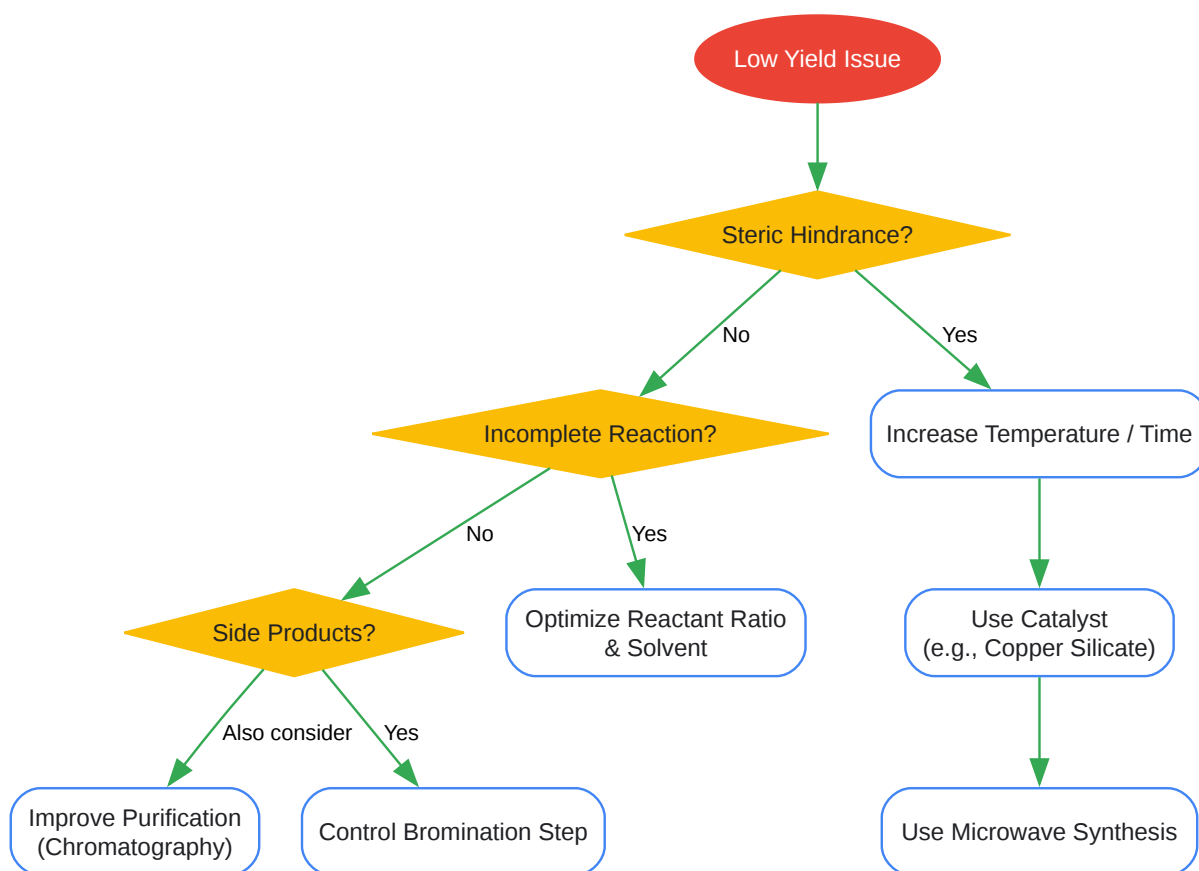 Low Yield Issue
Steric Hindrance?
No
Yes
Incomplete Reaction?
Increase Temperature / Time
No
Yes
Side Products?
Optimize Reactant Ratio
& Solvent
Use Catalyst
(e.g., Copper Silicate)
Also consider
Yes
Improve Purification
(Chromatography)
Control Bromination Step
Use Microwave Synthesis